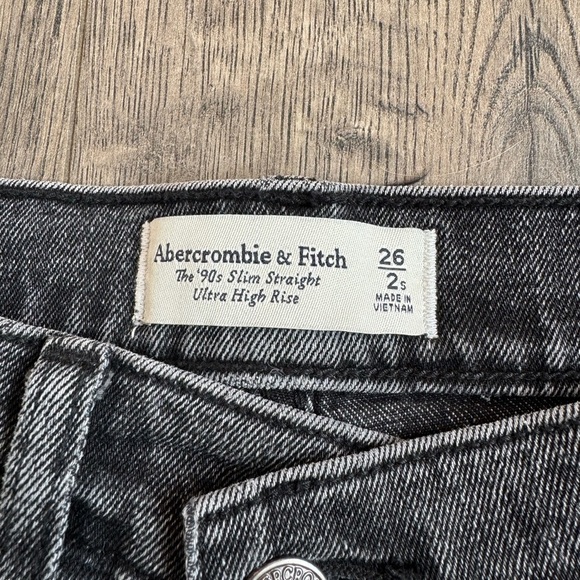 Abercrombie & Fitch
The '90s Slim Straight
Ultra High Rise
26
2s
MADE IN
VIETNAM